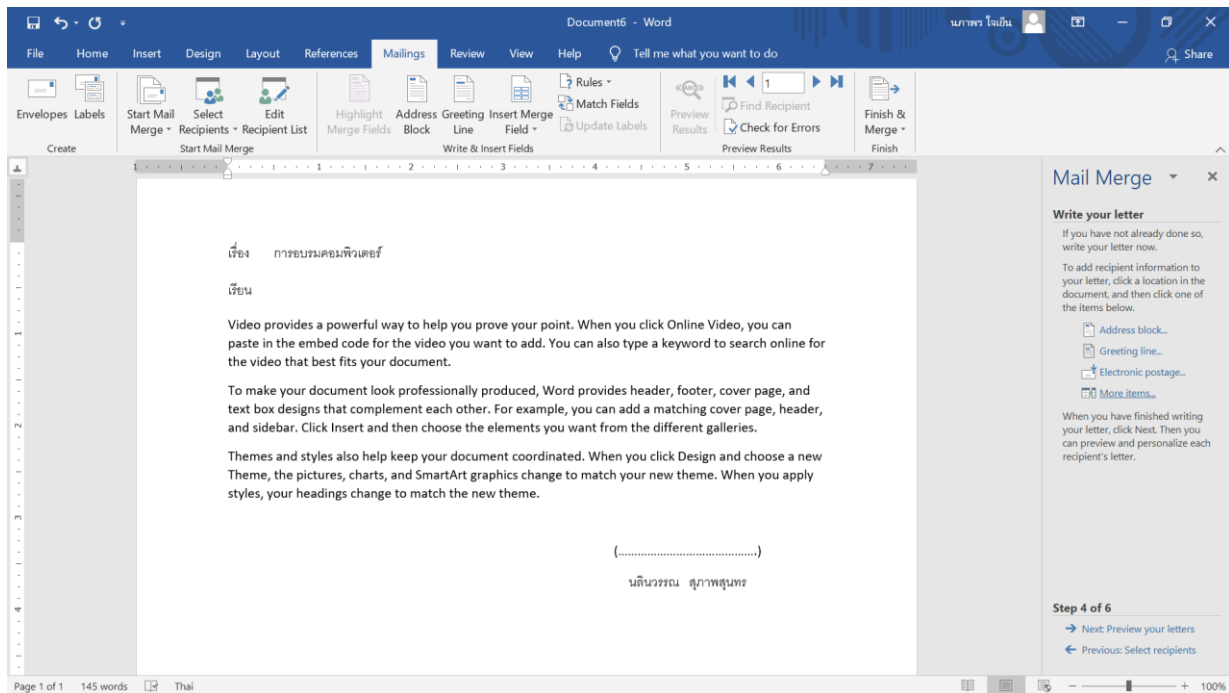 Document6 - Word
นภาพร ใจเย็น
File Home Insert Design Layout References Mailings Review View Help Tell me what you want to do
Share
Envelopes Labels
Start Mail Merge
Select Recipients
Edit Recipient List
Highlight Merge Fields
Address Block
Greeting Line
Insert Merge Field
Rules
Match Fields
Update Labels
«ABC»
Preview Results
1
Find Recipient
Check for Errors
Finish & Merge
Create
Start Mail Merge
Write & Insert Fields
Preview Results
Finish
1 1 2 3 4 5 6 7
เรื่อง การอบรมคอมพิวเตอร์
เรียน
Video provides a powerful way to help you prove your point. When you click Online Video, you can
paste in the embed code for the video you want to add. You can also type a keyword to search online for
the video that best fits your document.
To make your document look professionally produced, Word provides header, footer, cover page, and
text box designs that complement each other. For example, you can add a matching cover page, header,
and sidebar. Click Insert and then choose the elements you want from the different galleries.
Themes and styles also help keep your document coordinated. When you click Design and choose a new
Theme, the pictures, charts, and SmartArt graphics change to match your new theme. When you apply
styles, your headings change to match the new theme.
(…………………………………….)
นลินวรรณ สุภาพสุนทร
1
2
3
4
Mail Merge
Write your letter
If you have not already done so,
write your letter now.
To add recipient information to
your letter, click a location in the
document, and then click one of
the items below.
Address block...
Greeting line...
Electronic postage...
More items...
When you have finished writing
your letter, click Next. Then you
can preview and personalize each
recipient's letter.
Step 4 of 6
Next: Preview your letters
Previous: Select recipients
Page 1 of 1 145 words Thai
100%